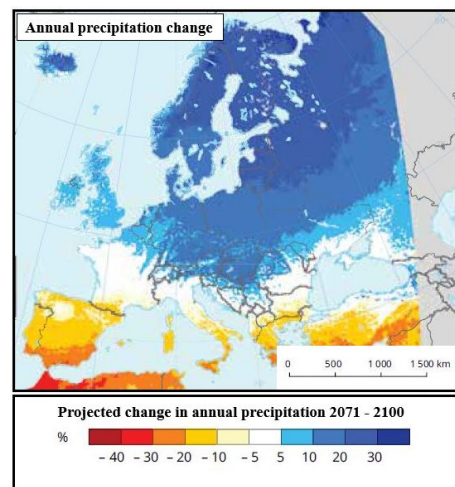 Annual precipitation change
0 500 1 000 1 500 km
Projected change in annual precipitation 2071 - 2100
%
– 40 – 30 – 20 – 10 – 5 5 10 20 30